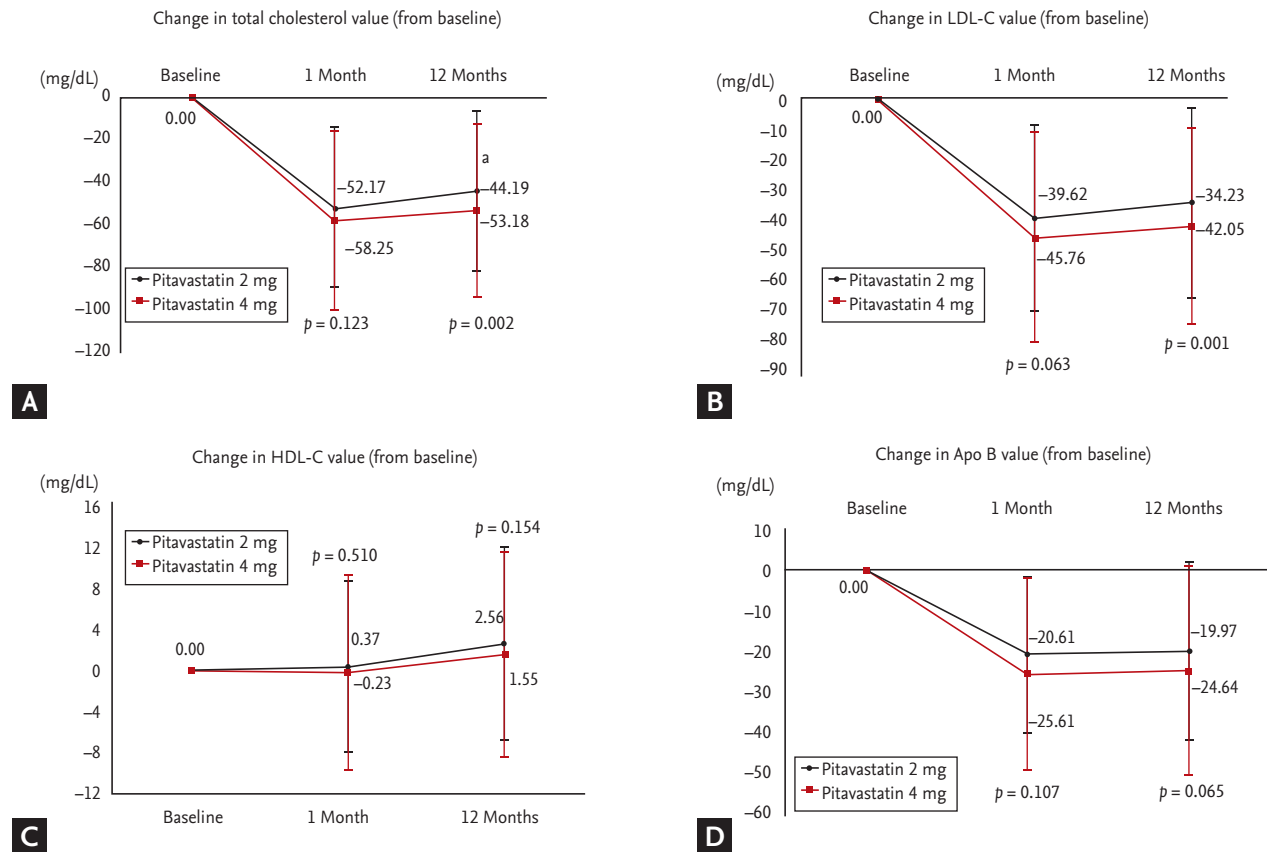 Change in total cholesterol value (from baseline)
(mg/dL)
Baseline
1 Month
12 Months
0
–20
–40
–60
–80
–100
–120
0.00
–52.17
–58.25
a
–44.19
–53.18
Pitavastatin 2 mg
Pitavastatin 4 mg
p = 0.123
p = 0.002
A
Change in LDL-C value (from baseline)
(mg/dL)
Baseline
1 Month
12 Months
0
–10
–20
–30
–40
–50
–60
–70
–80
–90
0.00
–39.62
–45.76
–34.23
–42.05
Pitavastatin 2 mg
Pitavastatin 4 mg
p = 0.063
p = 0.001
B
Change in HDL-C value (from baseline)
(mg/dL)
16
12
8
4
0
–4
–8
–12
Pitavastatin 2 mg
Pitavastatin 4 mg
p = 0.510
p = 0.154
0.00
0.37
–0.23
2.56
1.55
Baseline
1 Month
12 Months
C
Change in Apo B value (from baseline)
(mg/dL)
Baseline
1 Month
12 Months
10
0
–10
–20
–30
–40
–50
–60
0.00
–20.61
–25.61
–19.97
–24.64
Pitavastatin 2 mg
Pitavastatin 4 mg
p = 0.107
p = 0.065
D